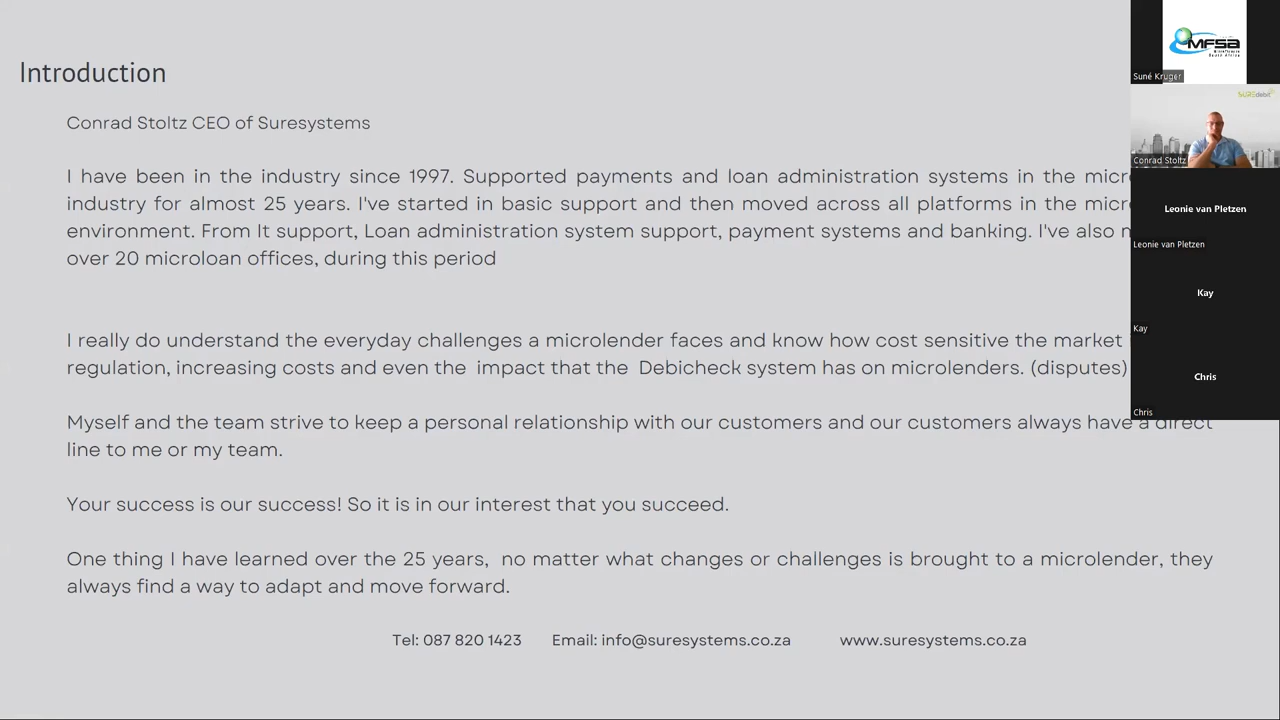 Introduction
Conrad Stoltz CEO of Suresystems
I have been in the industry since 1997. Supported payments and loan administration systems in the
industry for almost 25 years. I've started in basic support and then moved across all platforms in the
environment. From It support, Loan administration system support, payment systems and banking. I've also
over 20 microloan offices, during this period
I really do understand the everyday challenges a microlender faces and know how cost sensitive the market
regulation, increasing costs and even the impact that the Debicheck system has on microlenders. (disputes)
Myself and the team strive to keep a personal relationship with our customers and our customers always have a direct
line to me or my team.
Your success is our success! So it is in our interest that you succeed.
One thing I have learned over the 25 years, no matter what changes or challenges is brought to a microlender, they
always find a way to adapt and move forward.
Tel: 087 820 1423 Email: info@suresystems.co.za www.suresystems.co.za
MFSA
Suné Kruger
SUREdebit
Conrad Stoltz
Leonie van Pletzen
Leonie van Pletzen
Kay
Kay
Chris
Chris